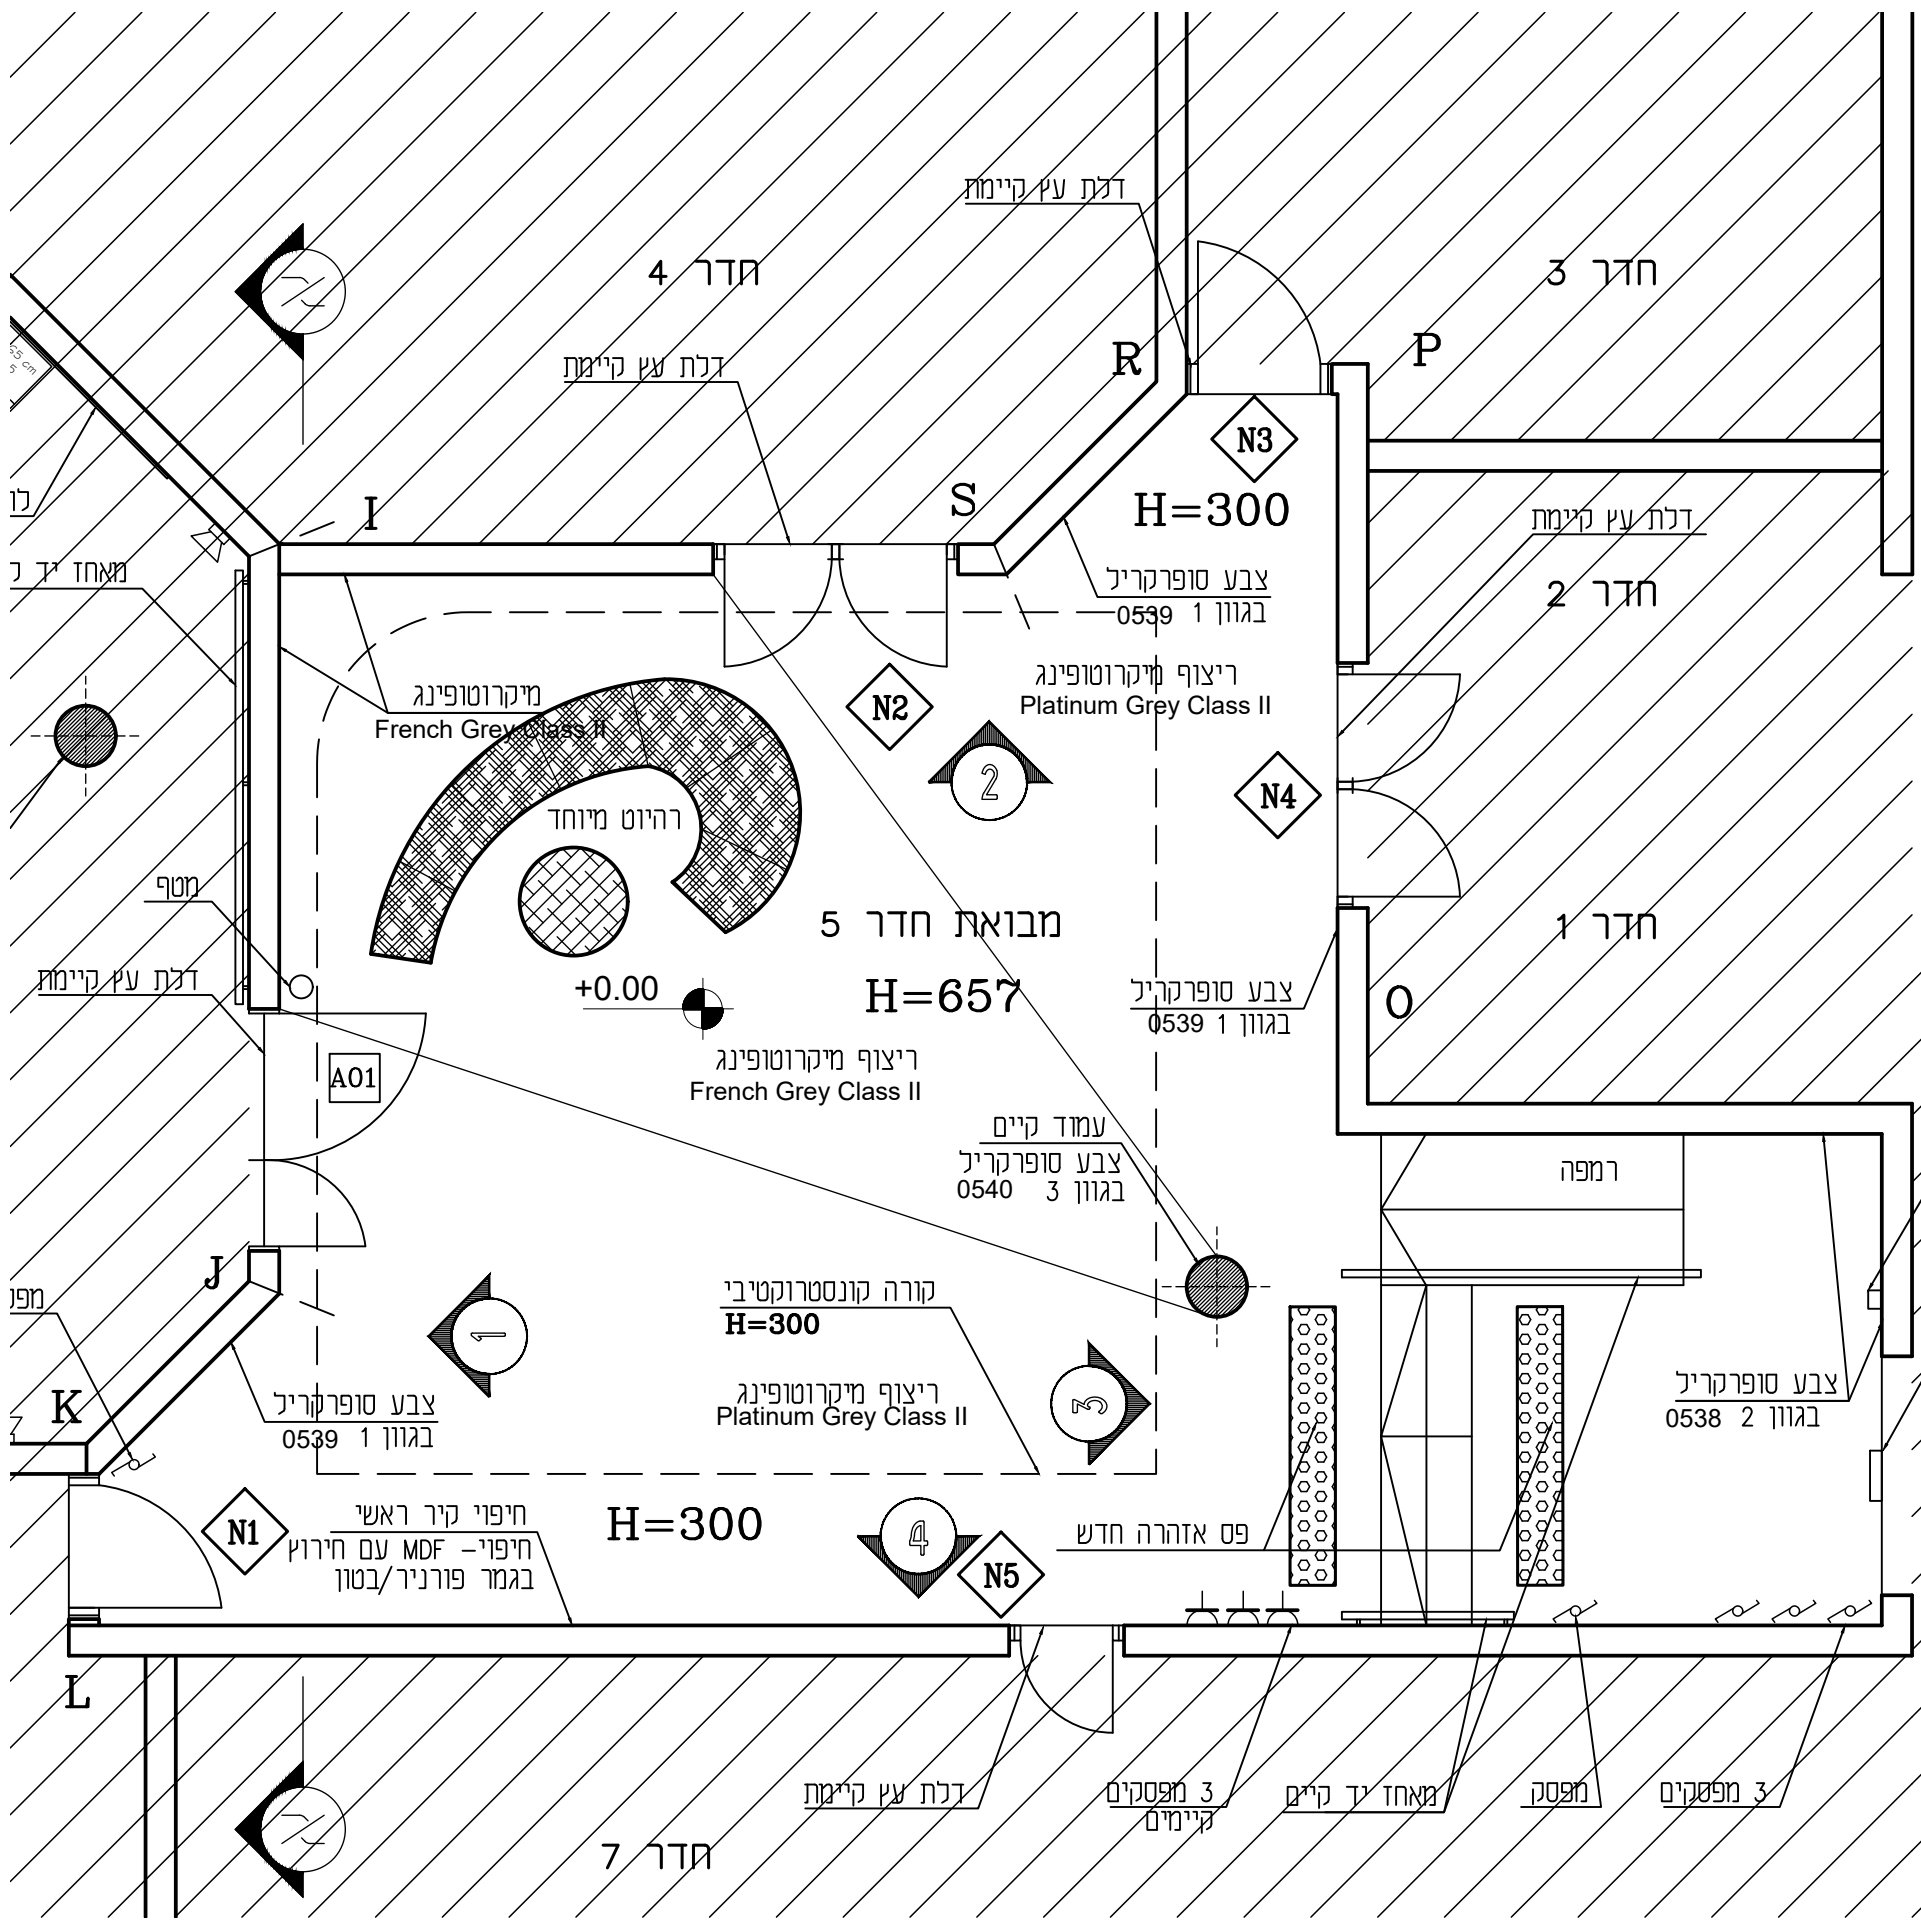 דלת עץ קיימת
חדר 4
חדר 3
R
P
דלת עץ קיימת
N3
I
S
H=300
דלת עץ קיימת
מאחז יד
צבע סופרקריל
בגוון 1 0539
חדר 2
מיקרוטופינג
French Grey Class II
N2
ריצוף מיקרוטופינג
Platinum Grey Class II
2
N4
רהיוט מיוחד
מטף
מבואת חדר 5
חדר 1
דלת עץ קיימת
+0.00
H=657
צבע סופרקריל
בגוון 1 0539
O
A01
ריצוף מיקרוטופינג
French Grey Class II
עמוד קיים
צבע סופרקריל
בגוון 3 0540
רמפה
J
קורה קונסטרוקטיבי
H=300
1
K
צבע סופרקריל
בגוון 1 0539
ריצוף מיקרוטופינג
Platinum Grey Class II
3
צבע סופרקריל
בגוון 2 0538
N1
חיפוי קיר ראשי
חיפוי- MDF עם חירוץ
בגמר פורניר/בטון
H=300
4
N5
פס אזהרה חדש
L
דלת עץ קיימת
3 מפסקים
קיימים
מאחז יד קיים
מפסק
3 מפסקים
חדר 7